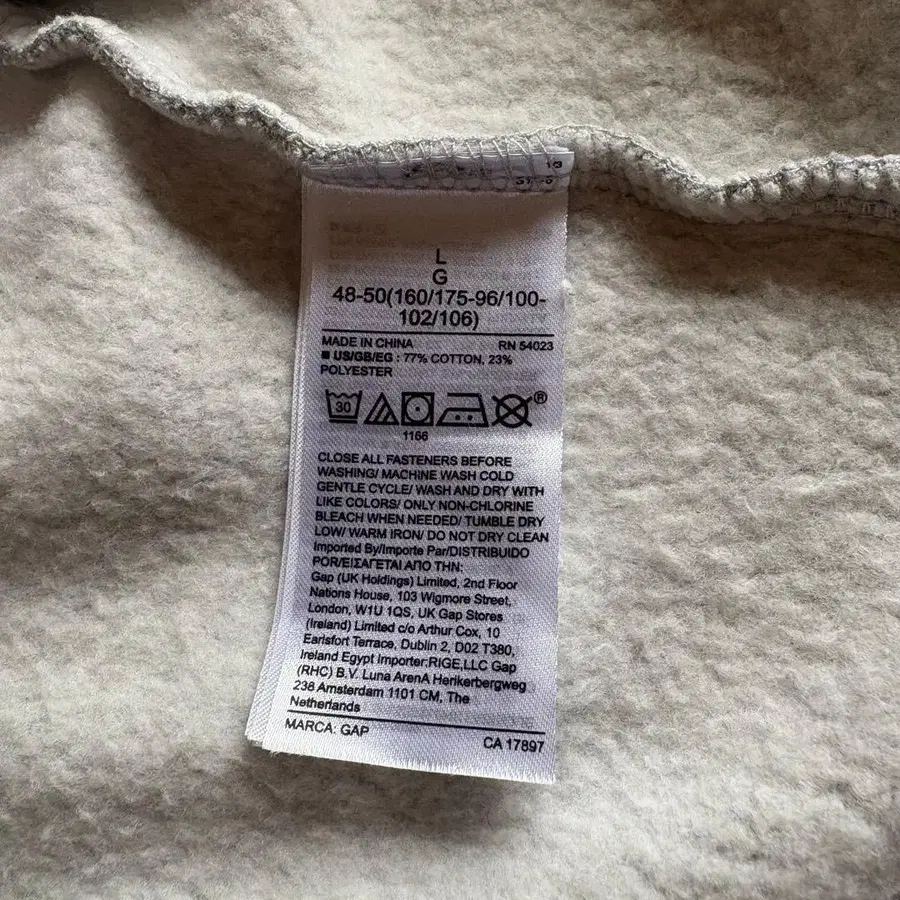 L
G
48-50(160/175-96/100-
102/106)
MADE IN CHINA RN 54023
■ US/GB/EG : 77% COTTON, 23%
POLYESTER
30
®
1166
CLOSE ALL FASTENERS BEFORE
WASHING/ MACHINE WASH COLD
GENTLE CYCLE/ WASH AND DRY WITH
LIKE COLORS/ ONLY NON-CHLORINE
BLEACH WHEN NEEDED/ TUMBLE DRY
LOW/ WARM IRON/ DO NOT DRY CLEAN
Imported By/Importe Par/DISTRIBUIDO
POR/ΕΙΣΑΓΕΤΑΙ ΑΠΟ ΤΗΝ:
Gap (UK Holdings) Limited, 2nd Floor
Nations House, 103 Wigmore Street,
London, W1U 1QS, UK Gap Stores
(Ireland) Limited c/o Arthur Cox, 10
Earlsfort Terrace, Dublin 2, D02 T380,
Ireland Egypt Importer:RIGE,LLC Gap
(RHC) B.V. Luna ArenA Herikerbergweg
238 Amsterdam 1101 CM, The
Netherlands
MARCA: GAP CA 17897